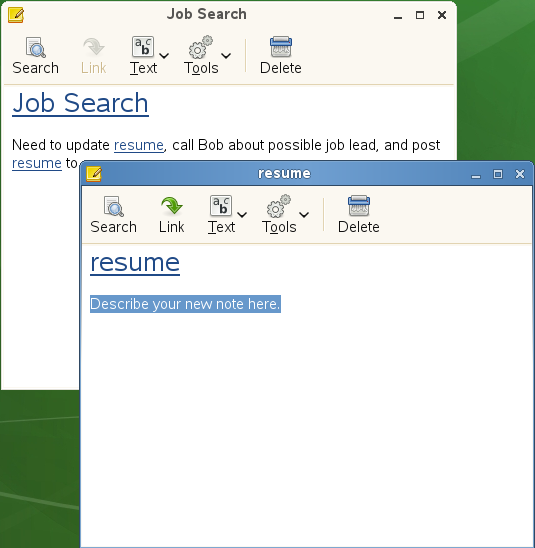 Job Search
Search Link Text Tools Delete
Job Search
Need to update resume, call Bob about possible job lead, and post
resume to
resume
Search Link Text Tools Delete
resume
Describe your new note here.